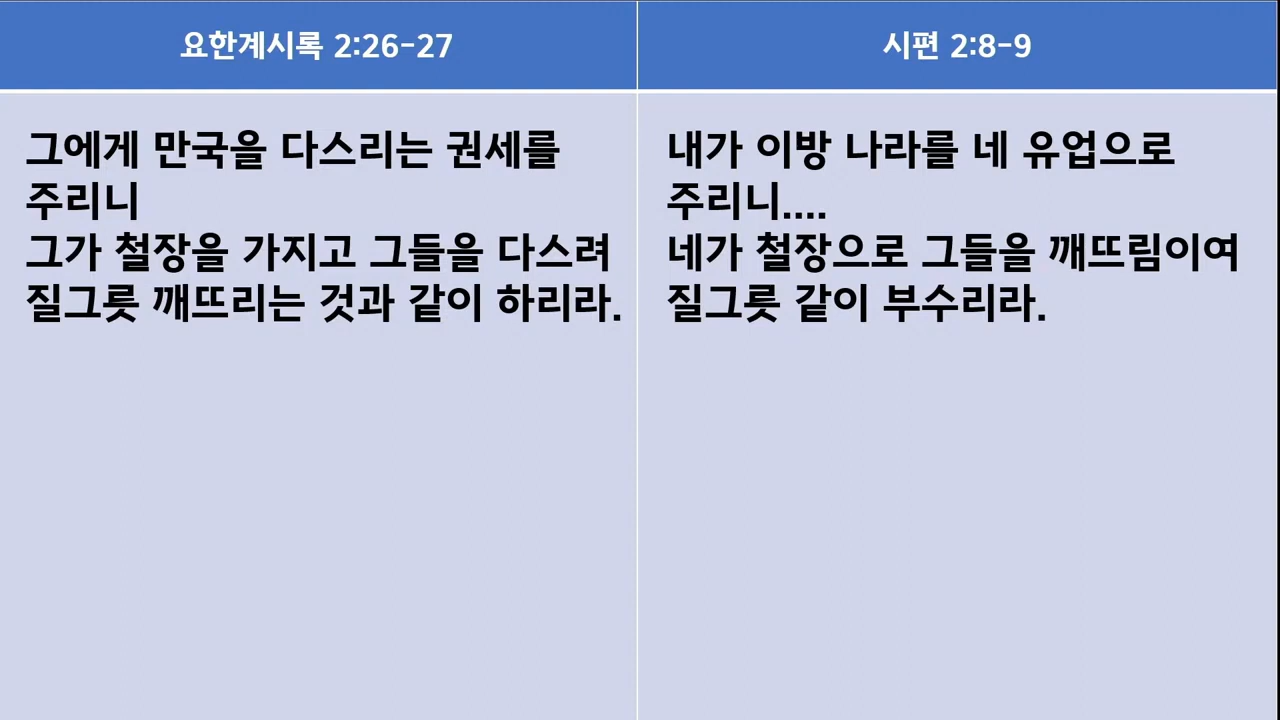 요한계시록 2:26-27
그에게 만국을 다스리는 권세를
주리니
그가 철장을 가지고 그들을 다스려
질그릇 깨뜨리는 것과 같이 하리라.
시편 2:8-9
내가 이방 나라를 네 유업으로
주리니....
네가 철장으로 그들을 깨뜨림이여
질그릇 같이 부수리라.